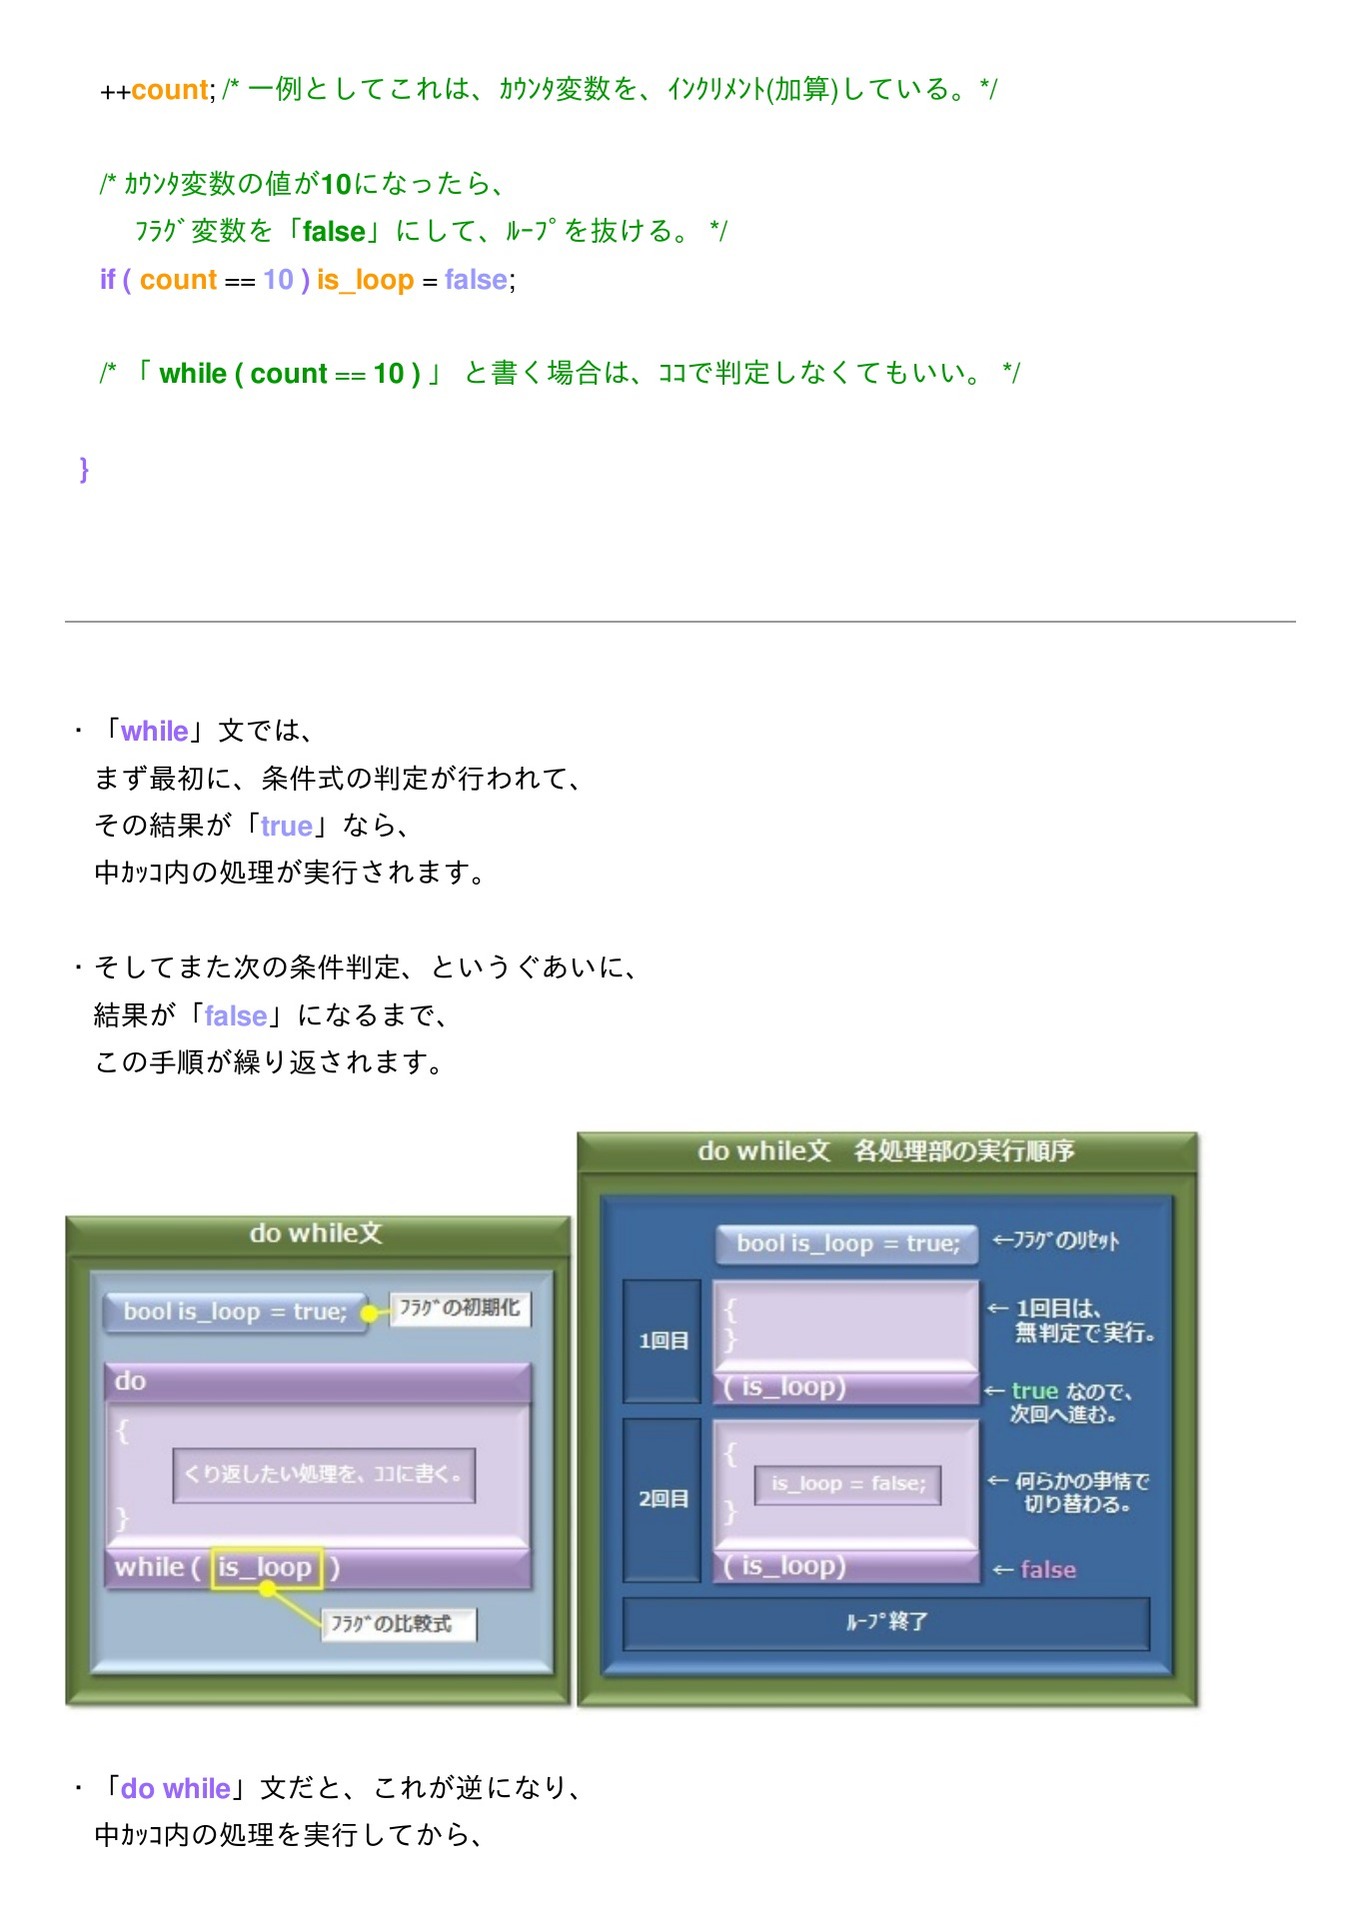 ++count; /* 一例としてこれは、ｶｳﾝﾀ変数を、ｲﾝｸﾘﾒﾝﾄ(加算)している。*/
/* ｶｳﾝﾀ変数の値が10になったら、
ﾌﾗｸﾞ変数を「false」にして、ﾙｰﾌﾟを抜ける。 */
if ( count == 10 ) is_loop = false;
/* 「 while ( count == 10 ) 」 と書く場合は、ｺｺで判定しなくてもいい。 */
}
・「while」文では、
まず最初に、条件式の判定が行われて、
その結果が「true」なら、
中ｶｯｺ内の処理が実行されます。
・そしてまた次の条件判定、というぐあいに、
結果が「false」になるまで、
この手順が繰り返されます。
do while文
bool is_loop = true;
ﾌﾗｸﾞの初期化
do
{
くり返したい処理を、ｺｺに書く。
}
while ( is_loop )
ﾌﾗｸﾞの比較式
do while文 各処理部の実行順序
bool is_loop = true;
←ﾌﾗｸﾞのﾘｾｯﾄ
1回目
{
}
← 1回目は、
無判定で実行。
( is_loop)
← true なので、
次回へ進む。
2回目
{
is_loop = false;
}
← 何らかの事情で
切り替わる。
( is_loop)
← false
ﾙｰﾌﾟ終了
・「do while」文だと、これが逆になり、
中ｶｯｺ内の処理を実行してから、